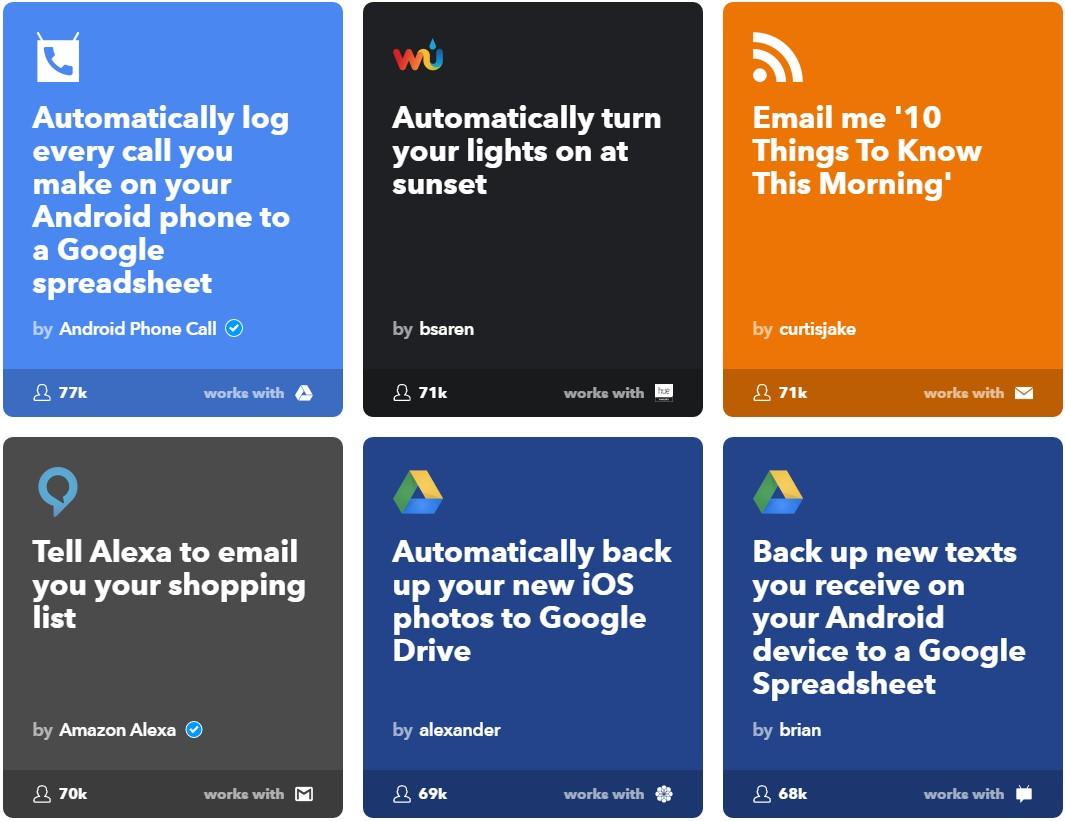 Automatically log
every call you
make on your
Android phone to
a Google
spreadsheet
by Android Phone Call
77k works with
wu
Automatically turn
your lights on at
sunset
by bsaren
71k works with hue
Email me '10
Things To Know
This Morning'
by curtisjake
71k works with
Tell Alexa to email
you your shopping
list
by Amazon Alexa
70k works with
Automatically back
up your new iOS
photos to Google
Drive
by alexander
69k works with
Back up new texts
you receive on
your Android
device to a Google
Spreadsheet
by brian
68k works with